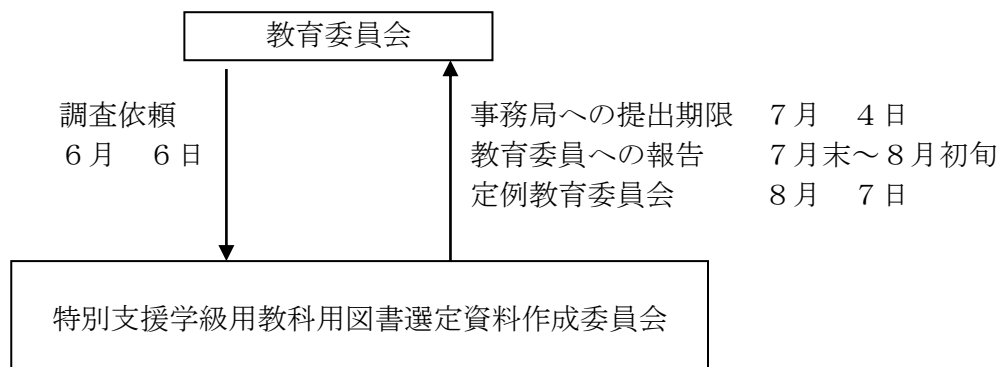 教育委員会
調査依頼
６月　６日
事務局への提出期限　７月　４日
教育委員への報告　　７月末～８月初旬
定例教育委員会　　　８月　７日
特別支援学級用教科用図書選定資料作成委員会